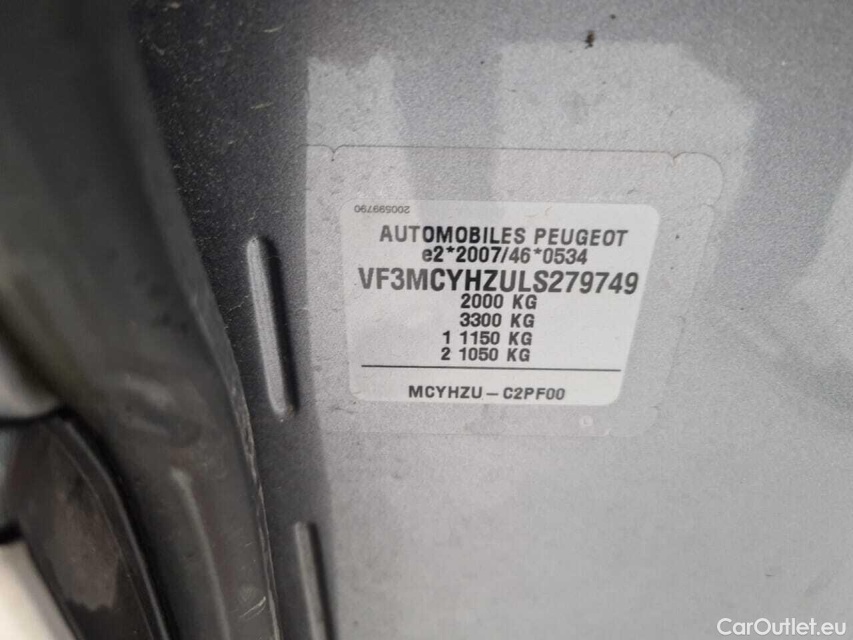 200599790
AUTOMOBILES PEUGEOT
e2*2007/46*0534
VF3MCYHZULS279749
2000 KG
3300 KG
1 1150 KG
2 1050 KG
MCYHZU – C2PF00
CarOutlet.eu